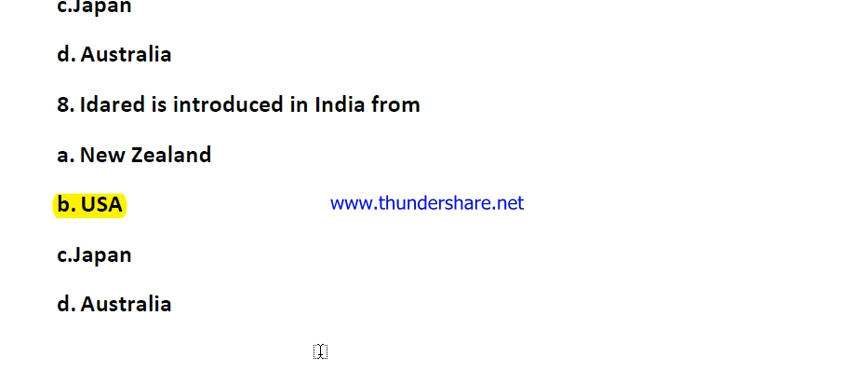 c.Japan
d. Australia
8. Idared is introduced in India from
a. New Zealand
b. USA
www.thundershare.net
c.Japan
d. Australia